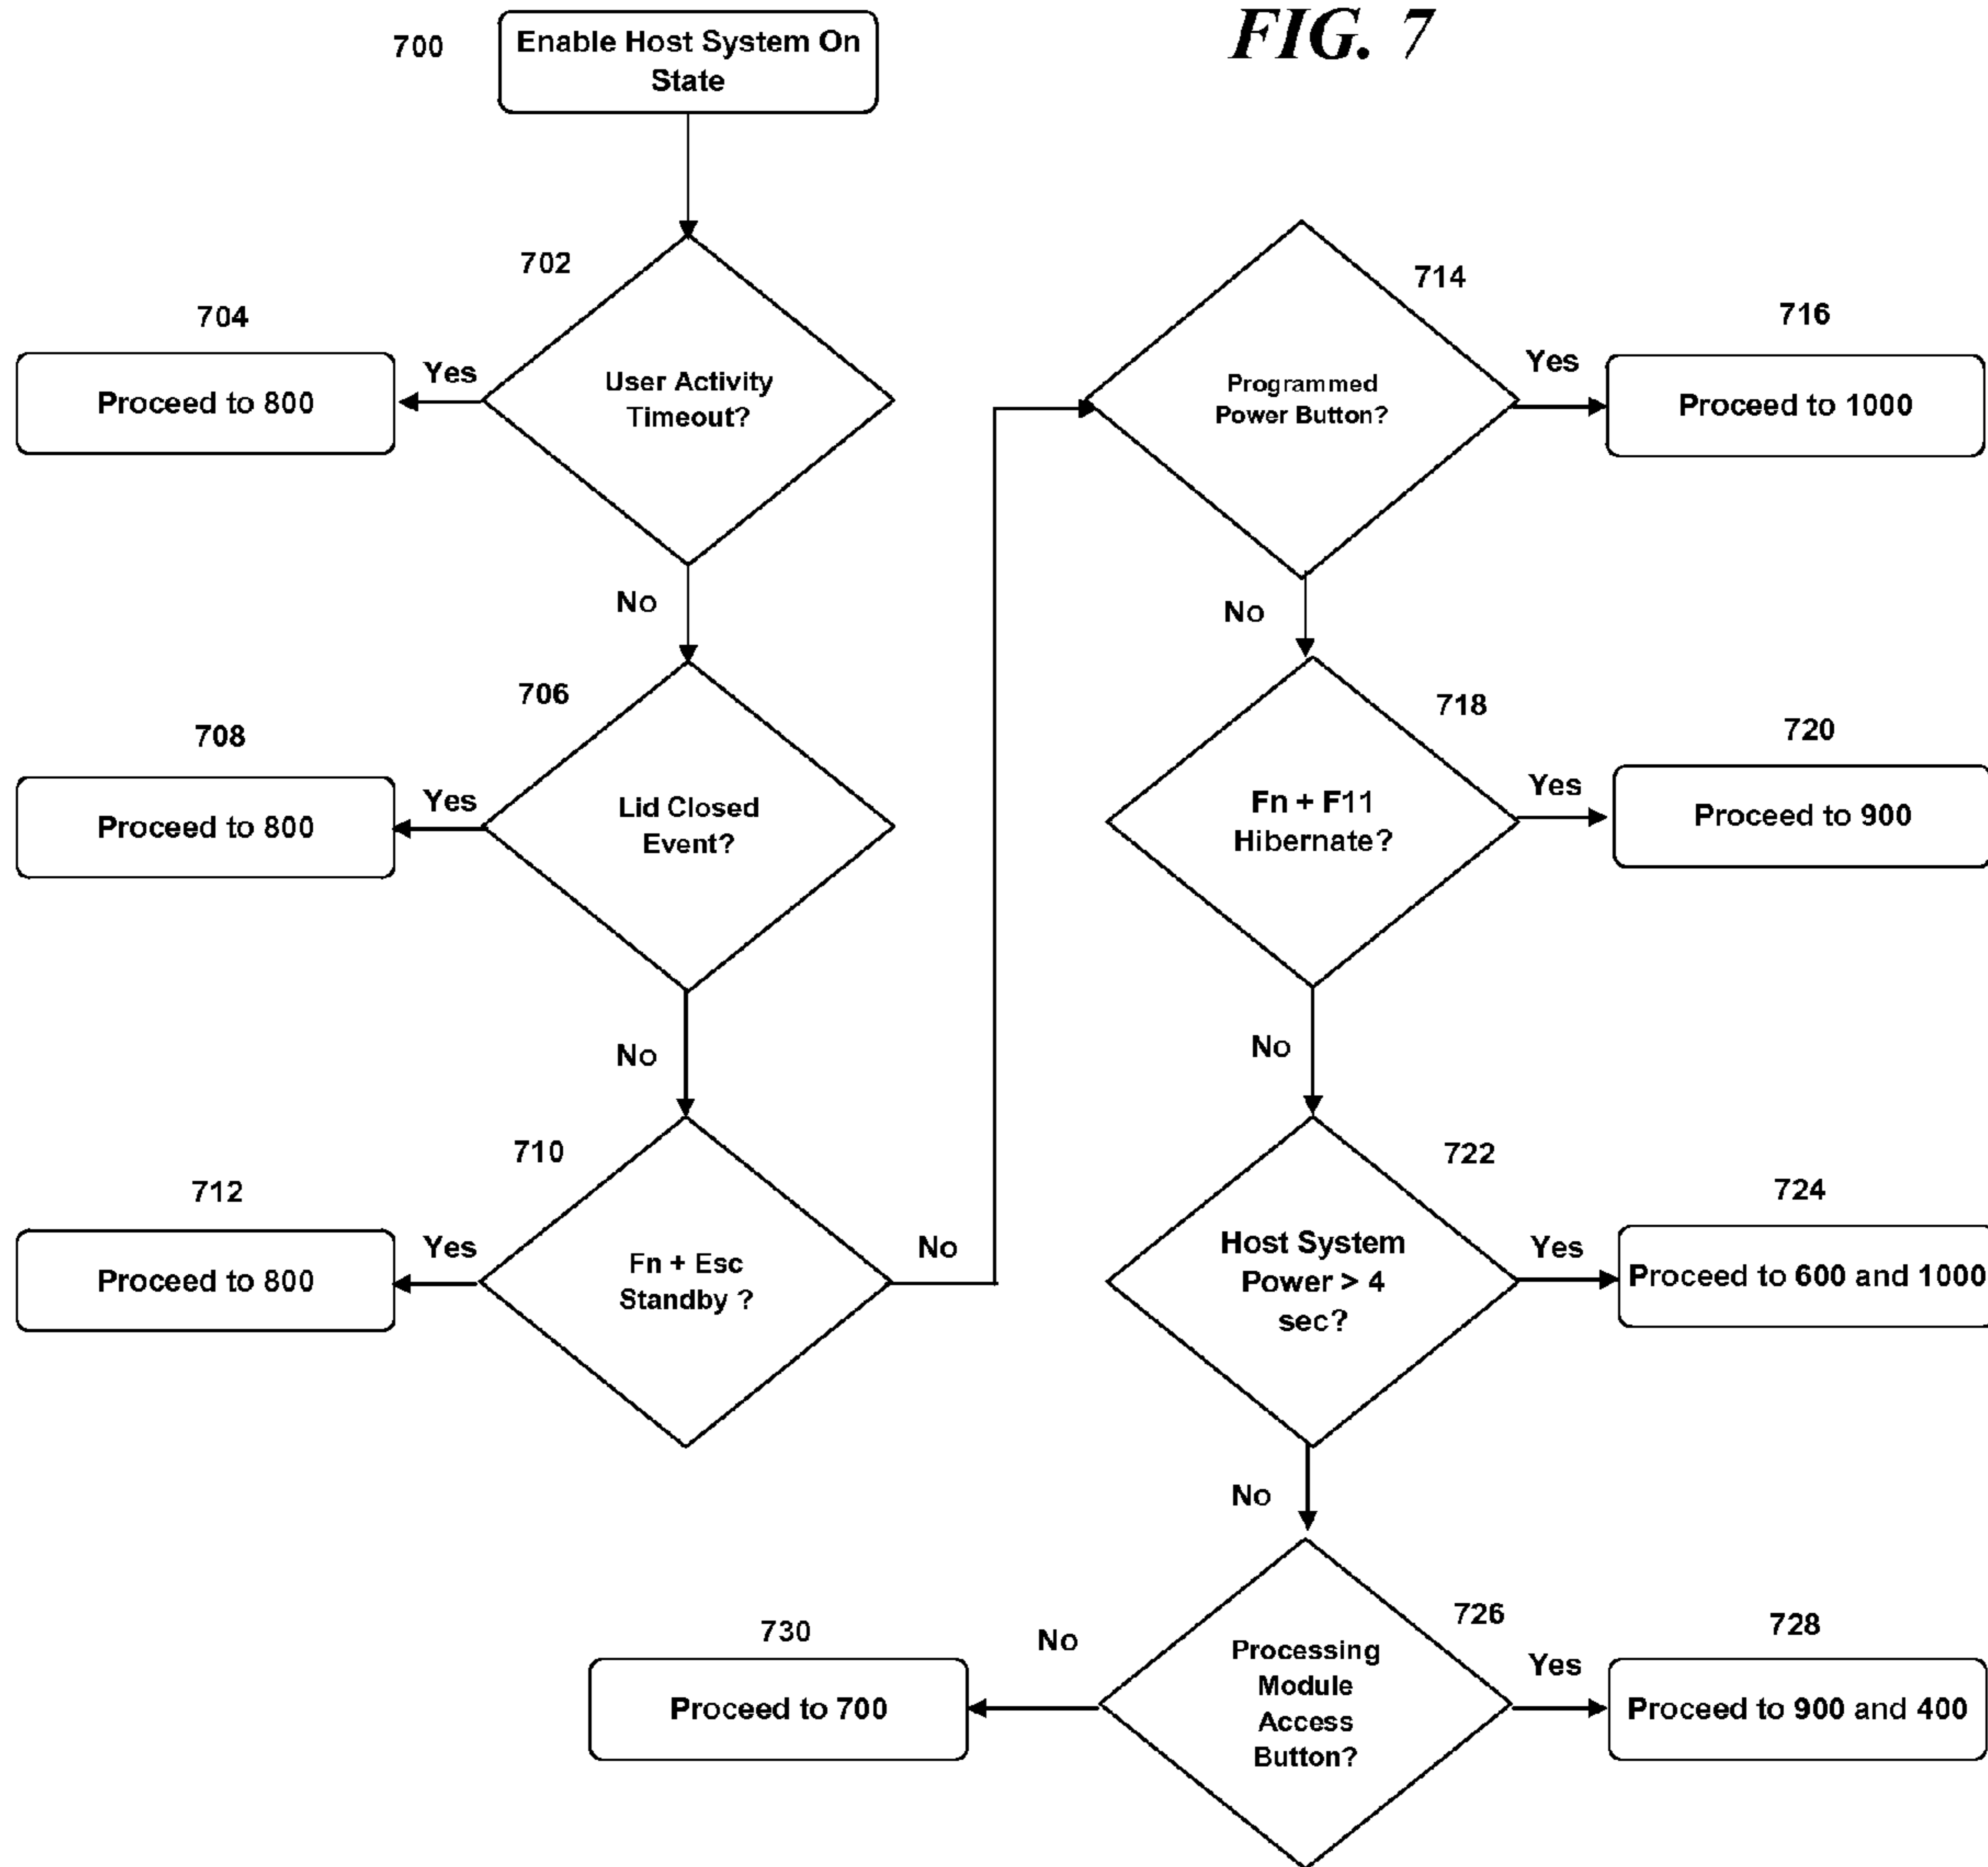 FIG. 7
700
Enable Host System On
State
702
704
Yes
Proceed to 800
User Activity
Timeout?
No
706
708
Yes
Proceed to 800
Lid Closed
Event?
No
710
712
Yes
Proceed to 800
Fn + Esc
Standby ?
No
714
716
Programmed
Power Button?
Yes
Proceed to 1000
No
718
720
Fn + F11
Hibernate?
Yes
Proceed to 900
No
722
724
Host System
Power > 4
sec?
Yes
Proceed to 600 and 1000
No
726
728
Processing
Module
Access
Button?
Yes
Proceed to 900 and 400
No
730
Proceed to 700